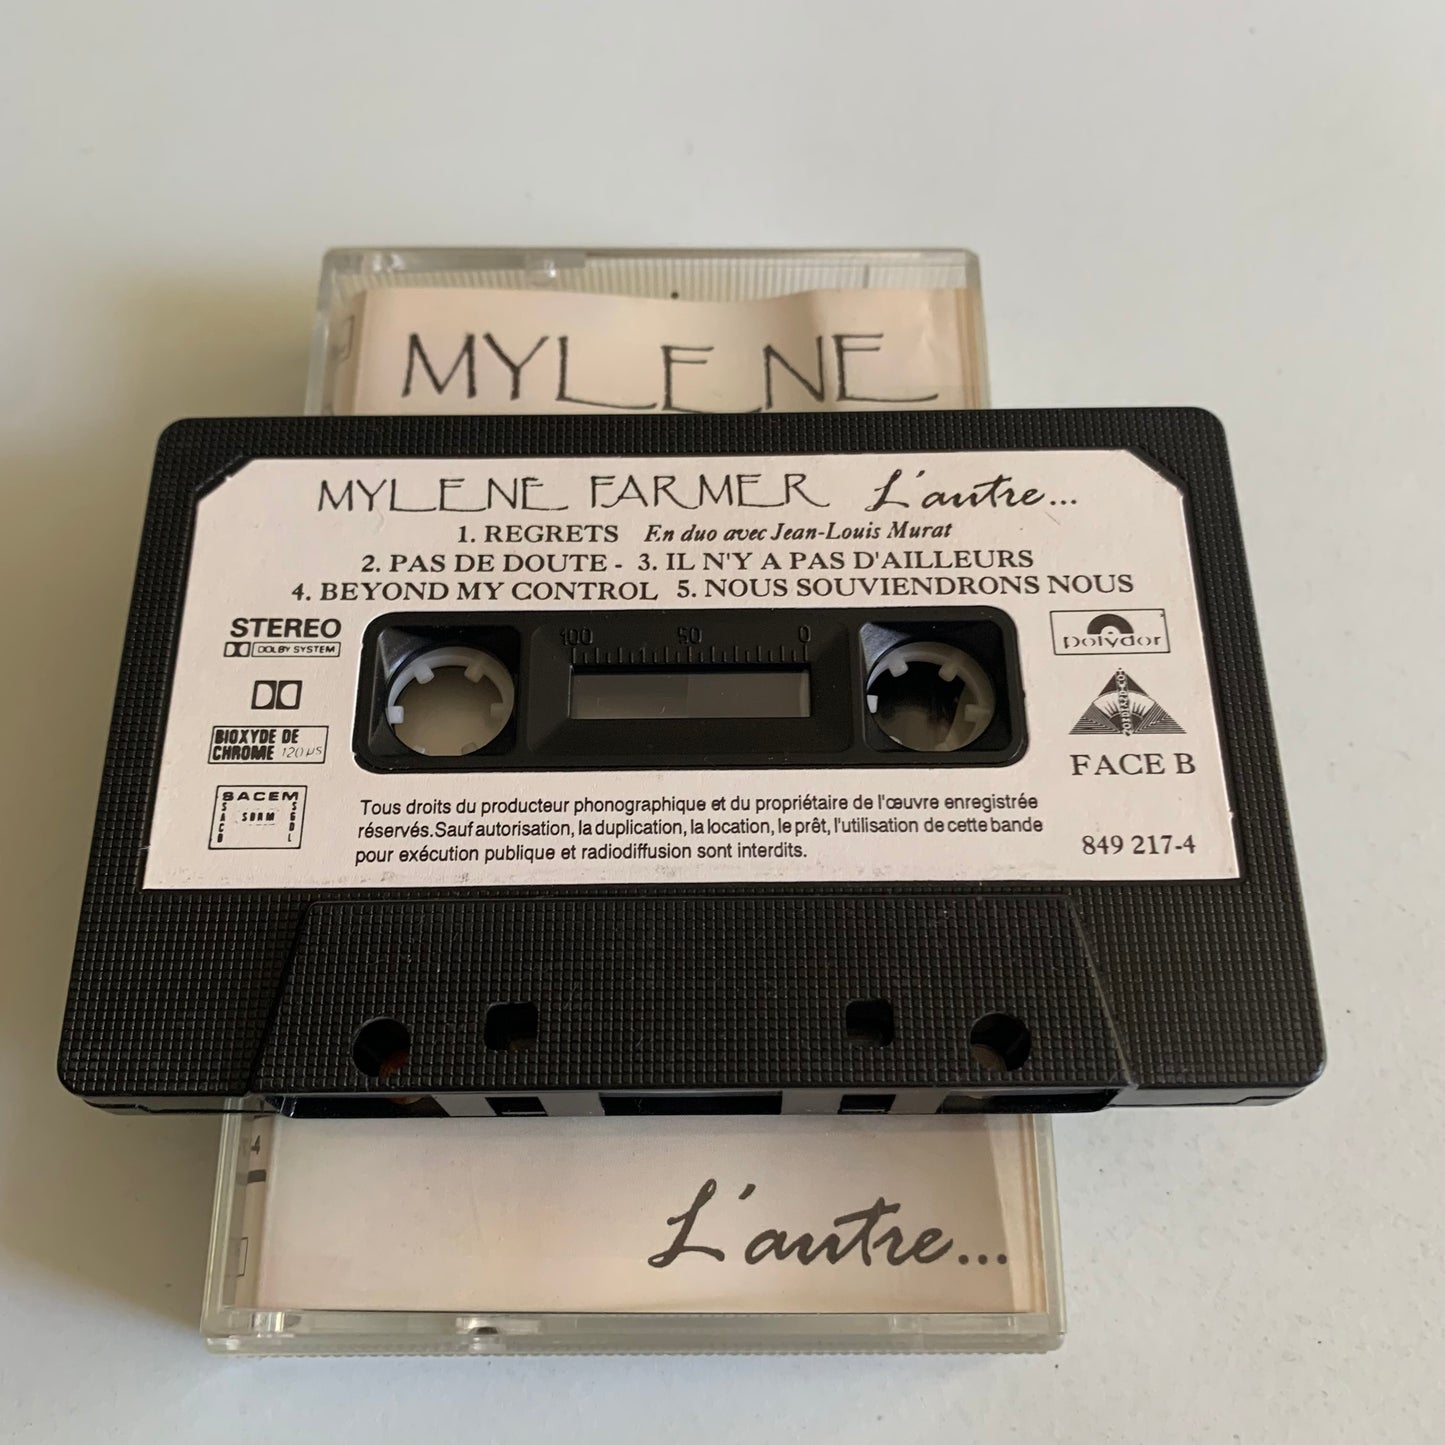 MYLENE
MYLENE FARMER L'autre...
1. REGRETS En duo avec Jean-Louis Murat
2. PAS DE DOUTE - 3. IL N'Y A PAS D'AILLEURS
4. BEYOND MY CONTROL 5. NOUS SOUVIENDRONS NOUS
STEREO
DOLBY SYSTEM
100 50 0
polydor
BIOXYDE DE
CHROME 120 µs
FACE B
SACEM
SACD SDRM SGDL
Tous droits du producteur phonographique et du propriétaire de l'œuvre enregistrée
réservés.Sauf autorisation, la duplication, la location, le prêt, l'utilisation de cette bande
pour exécution publique et radiodiffusion sont interdits.
849 217-4
L'autre...